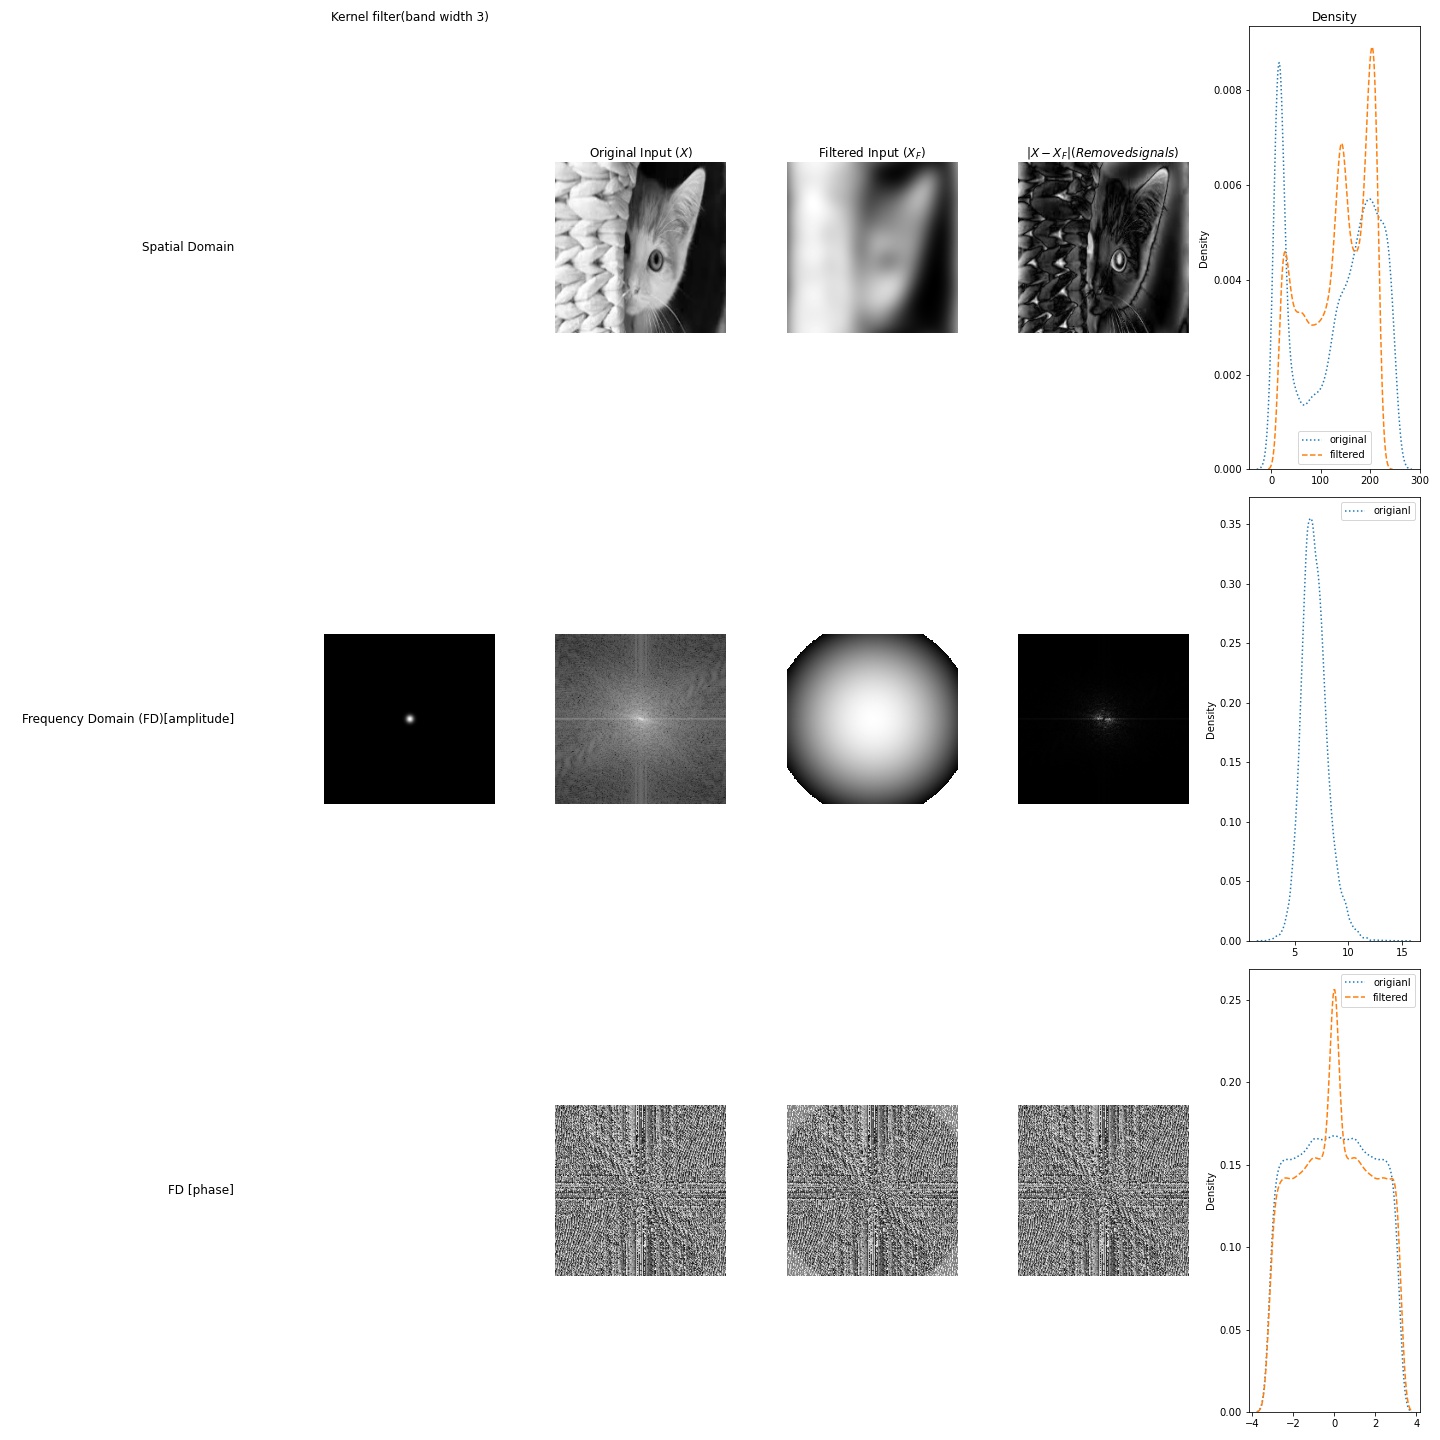 Kernel filter(band width 3)
Density
Original Input (X)
Filtered Input (X_F)
|X − X_F|(Removedsignals)
Spatial Domain
Density
0.008
0.006
0.004
0.002
0.000
original
filtered
0 100 200 300
Frequency Domain (FD)[amplitude]
Density
origianl
0.35
0.30
0.25
0.20
0.15
0.10
0.05
0.00
5 10 15
FD [phase]
Density
origianl
filtered
0.25
0.20
0.15
0.10
0.05
0.00
−4 −2 0 2 4